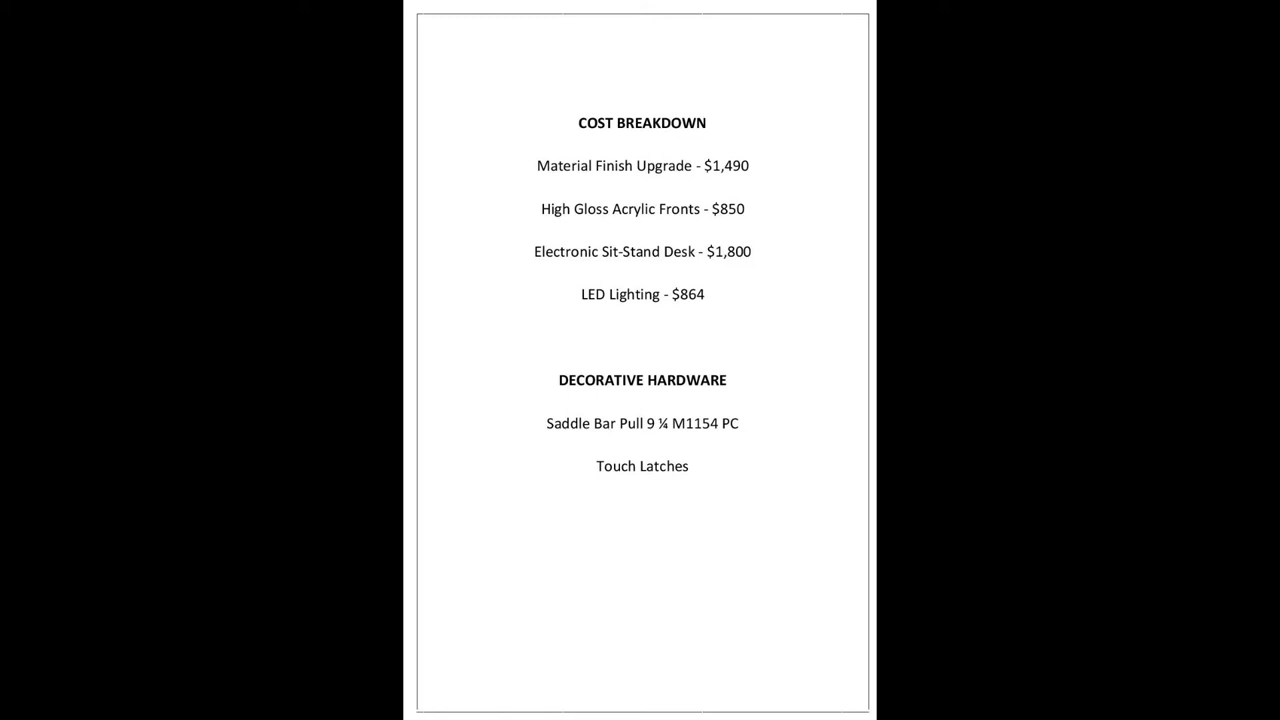 COST BREAKDOWN
Material Finish Upgrade - $1,490
High Gloss Acrylic Fronts - $850
Electronic Sit-Stand Desk - $1,800
LED Lighting - $864
DECORATIVE HARDWARE
Saddle Bar Pull 9 ¼ M1154 PC
Touch Latches